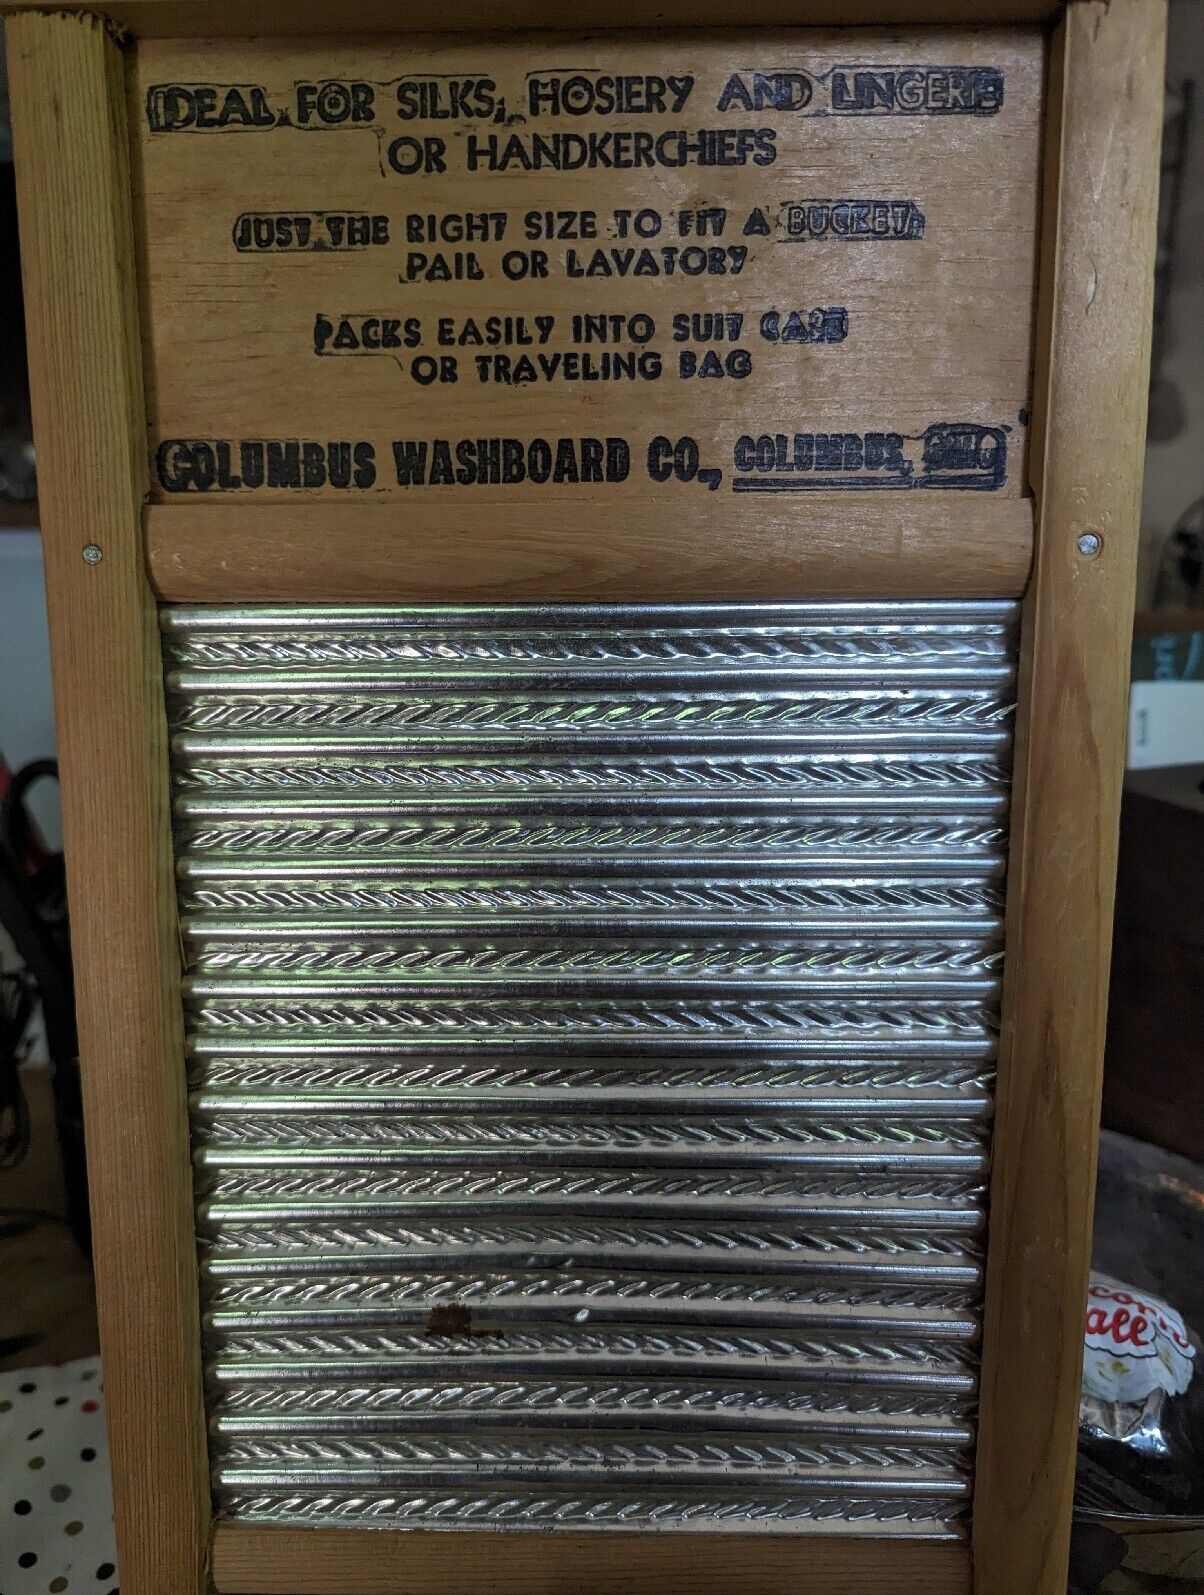 IDEAL FOR SILKS, HOSIERY AND LINGERIE
OR HANDKERCHIEFS
JUST THE RIGHT SIZE TO FIT A BUCKET,
PAIL OR LAVATORY
PACKS EASILY INTO SUIT CASE
OR TRAVELING BAG
COLUMBUS WASHBOARD CO., COLUMBUS, OHIO